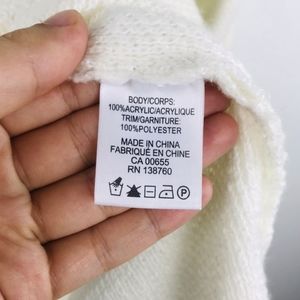 BODY/CORPS:
100%ACRYLIC/ACRYLIQUE
TRIM/GARNITURE:
100%POLYESTER
MADE IN CHINA
FABRIQUÉ EN CHINE
CA 00655
RN 138760
P